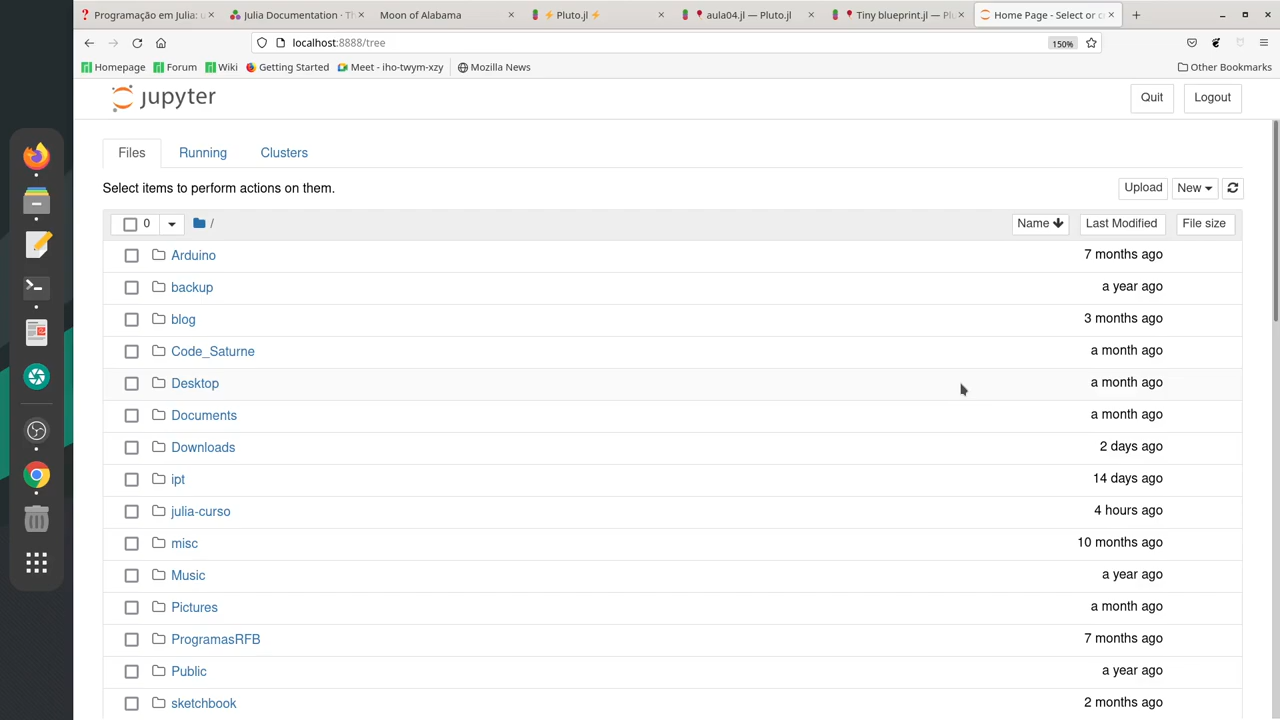 Programação em Julia: u
Julia Documentation · Th
Moon of Alabama
⚡ Pluto.jl ⚡
aula04.jl — Pluto.jl
Tiny blueprint.jl — Plu
Home Page - Select or c
localhost:8888/tree
150%
Homepage
Forum
Wiki
Getting Started
Meet - iho-twym-xzy
Mozilla News
Other Bookmarks
jupyter
Quit
Logout
Files
Running
Clusters
Select items to perform actions on them.
Upload
New
0
/
Name
Last Modified
File size
Arduino 7 months ago
backup a year ago
blog 3 months ago
Code_Saturne a month ago
Desktop a month ago
Documents a month ago
Downloads 2 days ago
ipt 14 days ago
julia-curso 4 hours ago
misc 10 months ago
Music a year ago
Pictures a month ago
ProgramasRFB 7 months ago
Public a year ago
sketchbook 2 months ago